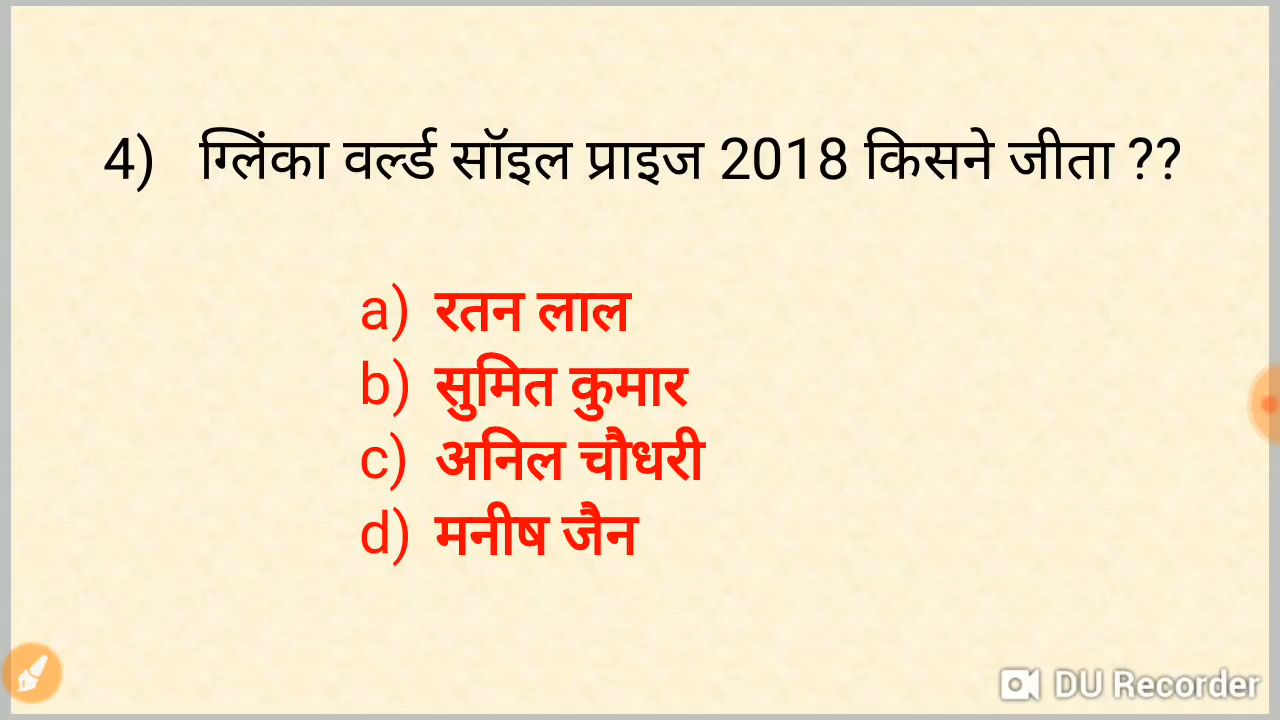 4) ग्लिंका वर्ल्ड सॉइल प्राइज 2018 किसने जीता ??
a) रतन लाल
b) सुमित कुमार
c) अनिल चौधरी
d) मनीष जैन
DU Recorder